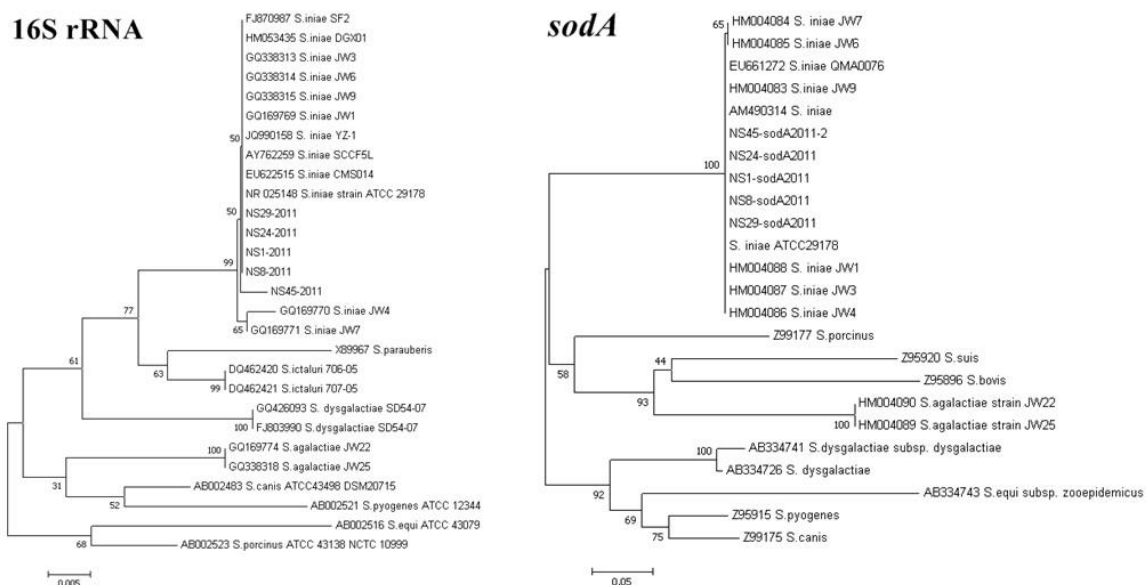 16S rRNA
FJ870987 S.iniae SF2
HM053435 S.iniae DGX01
GQ338313 S.iniae JW3
GQ338314 S.iniae JW6
GQ338315 S.iniae JW9
GQ169769 S.iniae JW1
50
JQ990158 S. iniae YZ-1
AY762259 S.iniae SCCF5L
EU622515 S.iniae CMS014
NR 025148 S.iniae strain ATCC 29178
50
NS29-2011
NS24-2011
NS1-2011
99
NS8-2011
NS45-2011
77
GQ169770 S.iniae JW4
65
GQ169771 S.iniae JW7
X89967 S.parauberis
61
63
DQ462420 S.ictaluri 706-05
99
DQ462421 S.ictaluri 707-05
GQ426093 S. dysgalactiae SD54-07
100
FJ803990 S.dysgalactiae SD54-07
100
GQ169774 S.agalactiae JW22
GQ338318 S.agalactiae JW25
31
AB002483 S.canis ATCC43498 DSM20715
52
AB002521 S.pyogenes ATCC 12344
AB002516 S.equi ATCC 43079
68
AB002523 S.porcinus ATCC 43138 NCTC 10999
0.005
sodA
65
HM004084 S. iniae JW7
HM004085 S. iniae JW6
EU661272 S.iniae QMA0076
HM004083 S.iniae JW9
AM490314 S. iniae
NS45-sodA2011-2
100
NS24-sodA2011
NS1-sodA2011
NS8-sodA2011
NS29-sodA2011
S. iniae ATCC29178
HM004088 S. iniae JW1
HM004087 S.iniae JW3
HM004086 S.iniae JW4
Z99177 S.porcinus
58
44
Z95920 S.suis
Z95896 S.bovis
93
HM004090 S.agalactiae strain JW22
100
HM004089 S.agalactiae strain JW25
100
AB334741 S.dysgalactiae subsp. dysgalactiae
AB334726 S. dysgalactiae
92
AB334743 S.equi subsp. zooepidemicus
69
Z95915 S.pyogenes
75
Z99175 S.canis
0.05